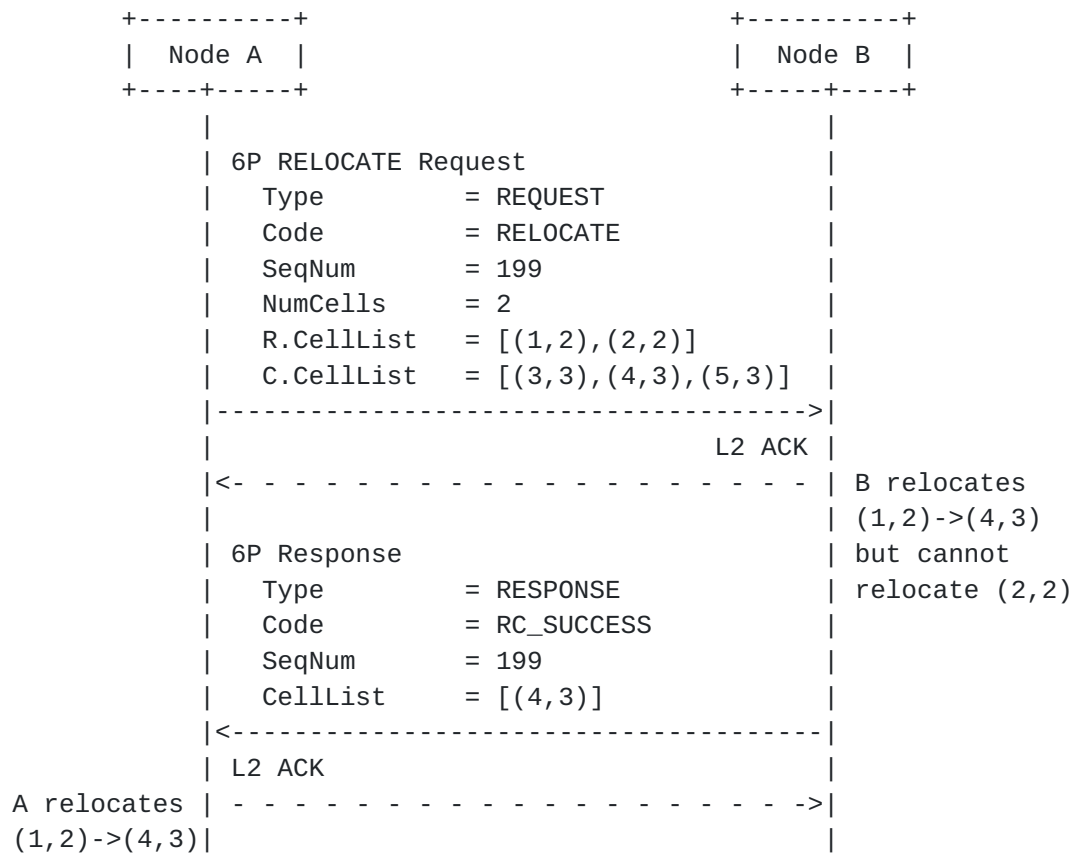 +----------+                           +----------+
|  Node A  |                           |  Node B  |
+----+-----+                           +-----+----+
     |                                       |
     | 6P RELOCATE Request                   |
     |   Type         = REQUEST              |
     |   Code         = RELOCATE             |
     |   SeqNum       = 199                  |
     |   NumCells     = 2                    |
     |   R.CellList   = [(1,2),(2,2)]        |
     |   C.CellList   = [(3,3),(4,3),(5,3)]  |
     |-------------------------------------->|
     |                                L2 ACK |
     |<- - - - - - - - - - - - - - - - - - - | B relocates
     |                                       | (1,2)->(4,3)
     | 6P Response                           | but cannot
     |   Type         = RESPONSE             | relocate (2,2)
     |   Code         = RC_SUCCESS           |
     |   SeqNum       = 199                  |
     |   CellList     = [(4,3)]              |
     |<--------------------------------------|
     | L2 ACK                                |
A relocates | - - - - - - - - - - - - - - - - - - ->|
(1,2)->(4,3)|                                       |